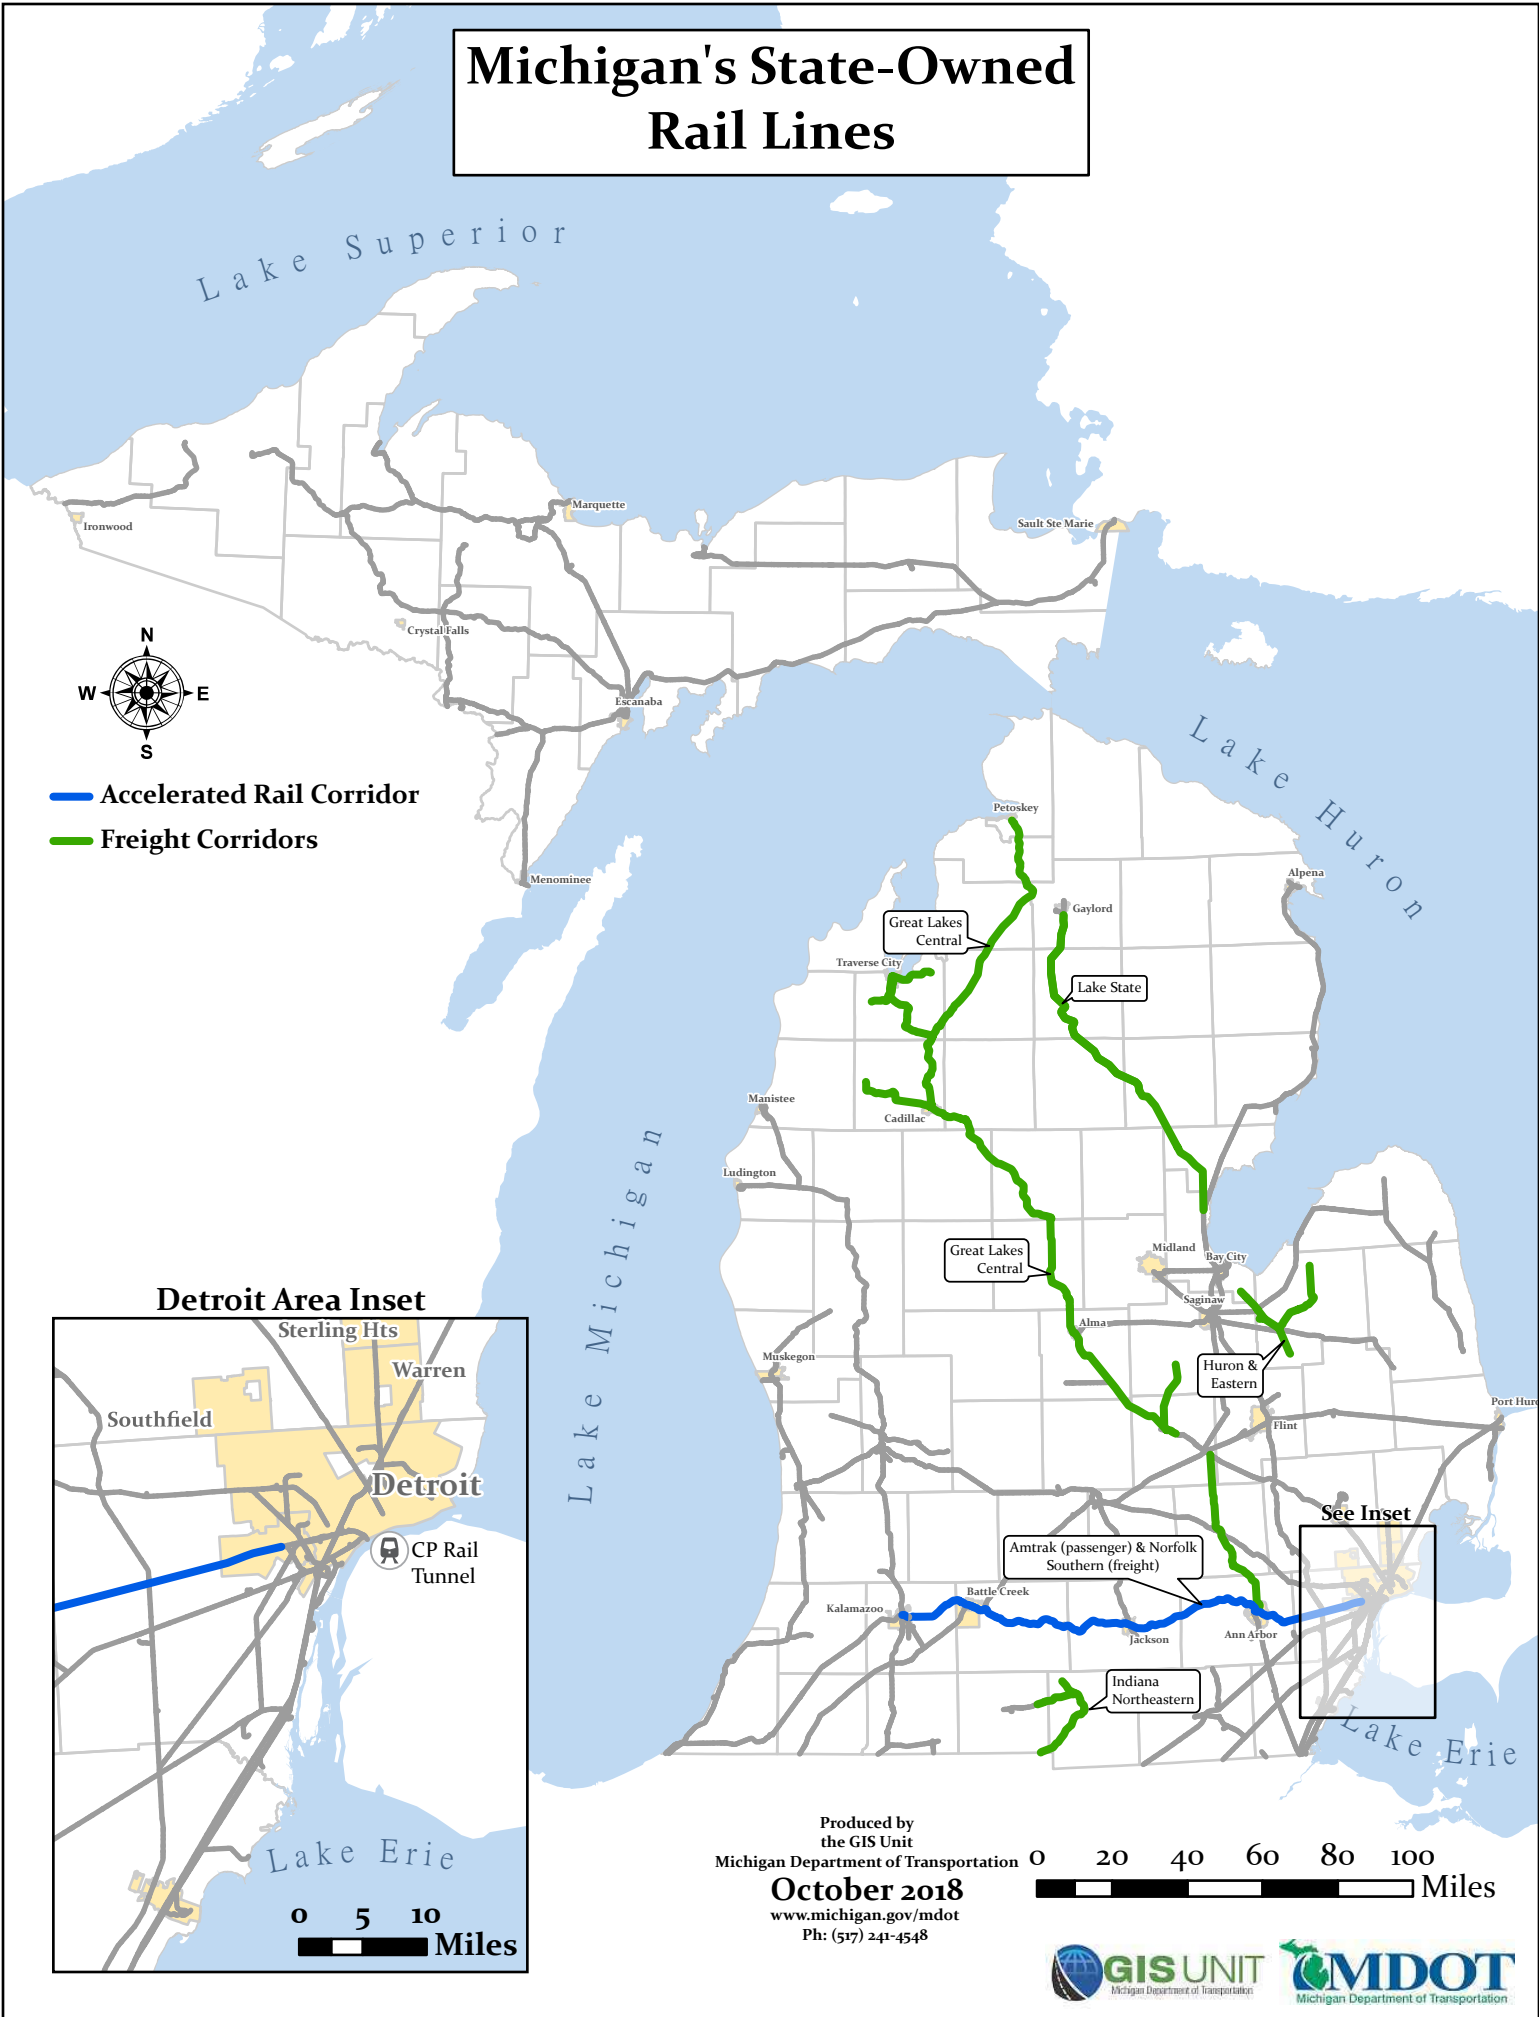 Michigan's State-Owned
Rail Lines
Lake Superior
Marquette
Sault Ste Marie
Ironwood
Crystal Falls
N
W
E
S
Escanaba
Lake Huron
Accelerated Rail Corridor
Freight Corridors
Petoskey
Menominee
Alpena
Gaylord
Great Lakes
Central
Traverse City
Lake State
Manistee
Cadillac
Lake Michigan
Ludington
Great Lakes
Central
Midland
Bay City
Saginaw
Alma
Muskegon
Huron &
Eastern
Flint
Port Huro
See Inset
Amtrak (passenger) & Norfolk
Southern (freight)
Battle Creek
Kalamazoo
Jackson
Ann Arbor
Indiana
Northeastern
Lake Erie
Detroit Area Inset
Sterling Hts
Warren
Southfield
Detroit
CP Rail
Tunnel
Lake Erie
0 5 10
Miles
Produced by
the GIS Unit
Michigan Department of Transportation
October 2018
www.michigan.gov/mdot
Ph: (517) 241-4548
0 20 40 60 80 100
Miles
GIS UNIT
Michigan Department of Transportation
MDOT
Michigan Department of Transportation